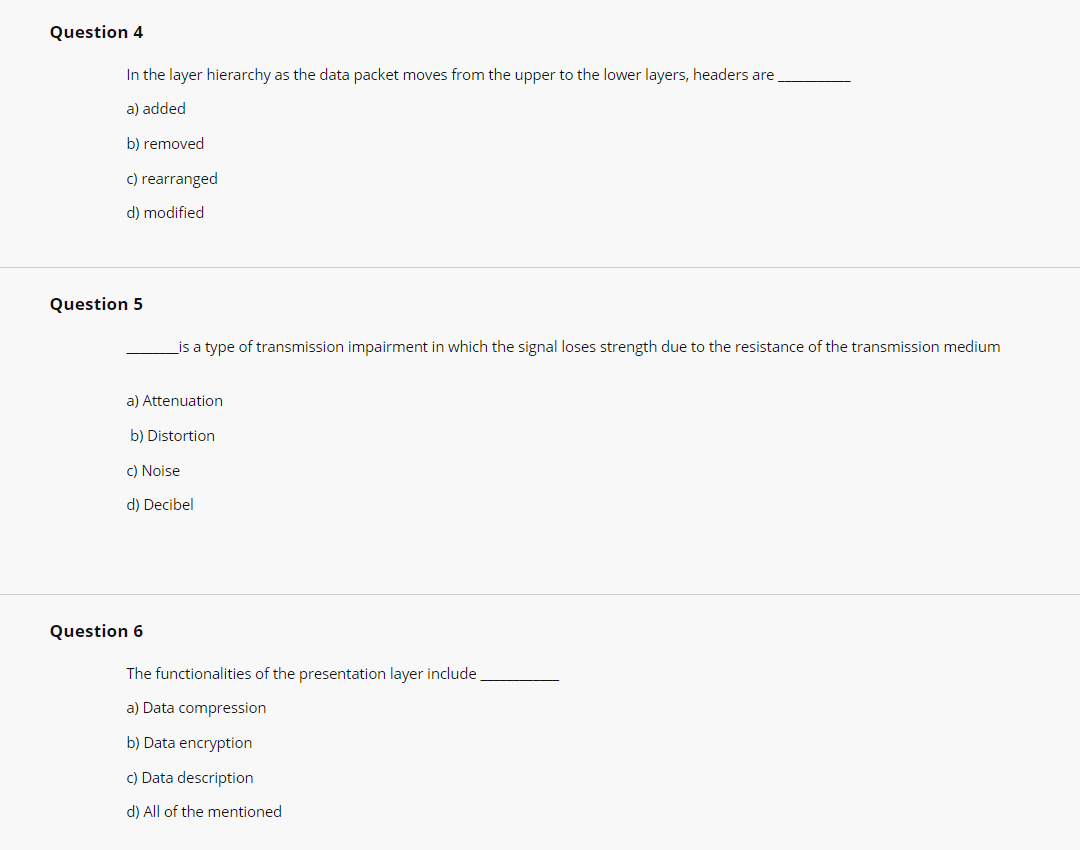 Question 4
In the layer hierarchy as the data packet moves from the upper to the lower layers, headers are ___________
a) added
b) removed
c) rearranged
d) modified
Question 5
________is a type of transmission impairment in which the signal loses strength due to the resistance of the transmission medium
a) Attenuation
b) Distortion
c) Noise
d) Decibel
Question 6
The functionalities of the presentation layer include ____________
a) Data compression
b) Data encryption
c) Data description
d) All of the mentioned